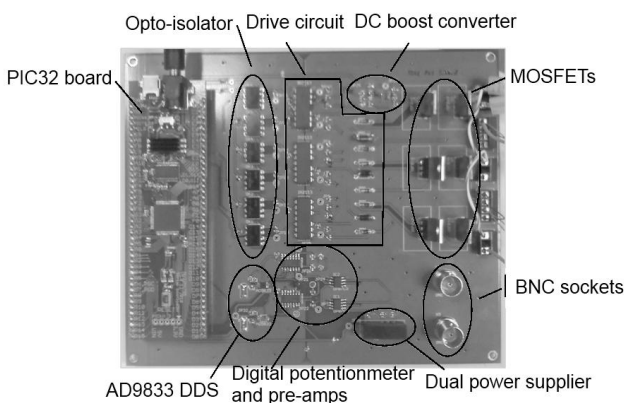 Opto-isolator Drive circuit DC boost converter
PIC32 board
MOSFETs
BNC sockets
AD9833 DDS
Digital potentionmeter
and pre-amps
Dual power supplier